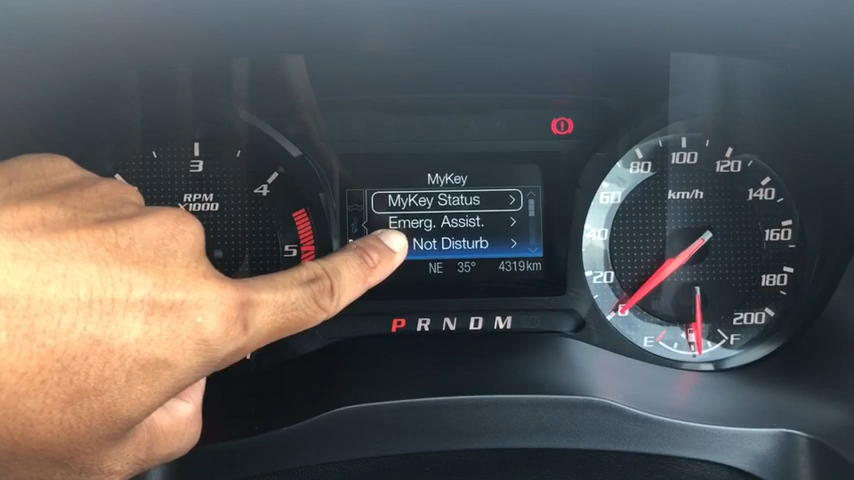 3
4
5
RPM
X1000
MyKey
MyKey Status
Emerg. Assist.
Not Disturb
NE 35° 4319km
P R N D M
0
20
40
60
80
100
120
140
160
180
200
km/h
E F